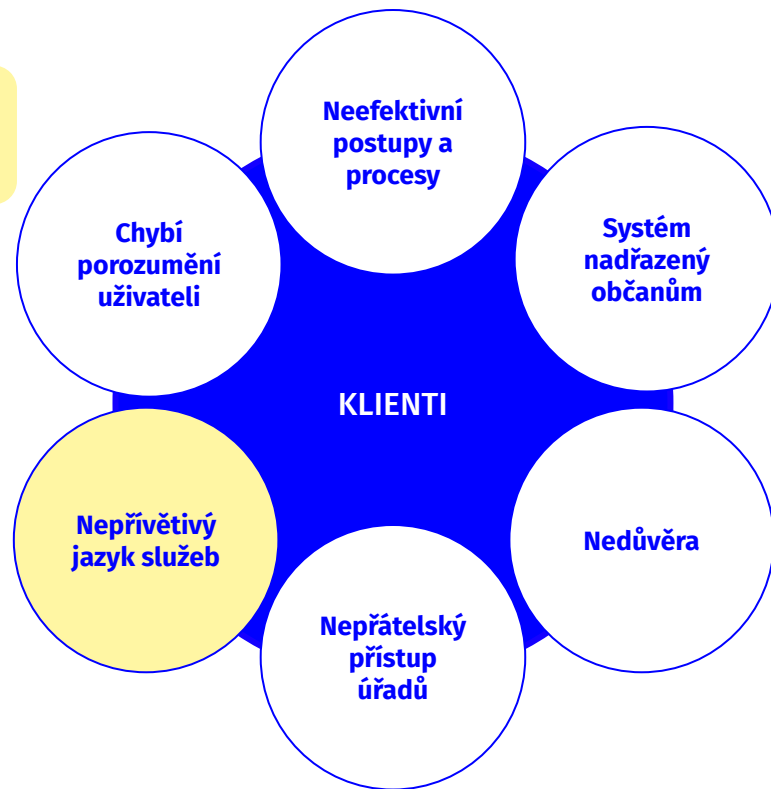 Neefektivní
postupy a
procesy
Chybí
porozumění
uživateli
Systém
nadřazený
občanům
KLIENTI
Nepřívětivý
jazyk služeb
Nedůvěra
Nepřátelský
přístup
úřadů